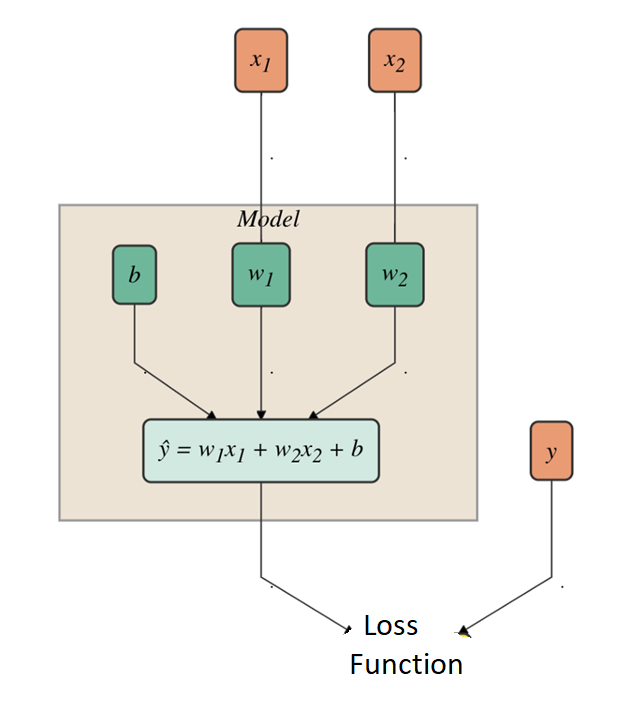 x1 x2
Model
b w1 w2
ŷ = w1x1 + w2x2 + b
y
Loss
Function